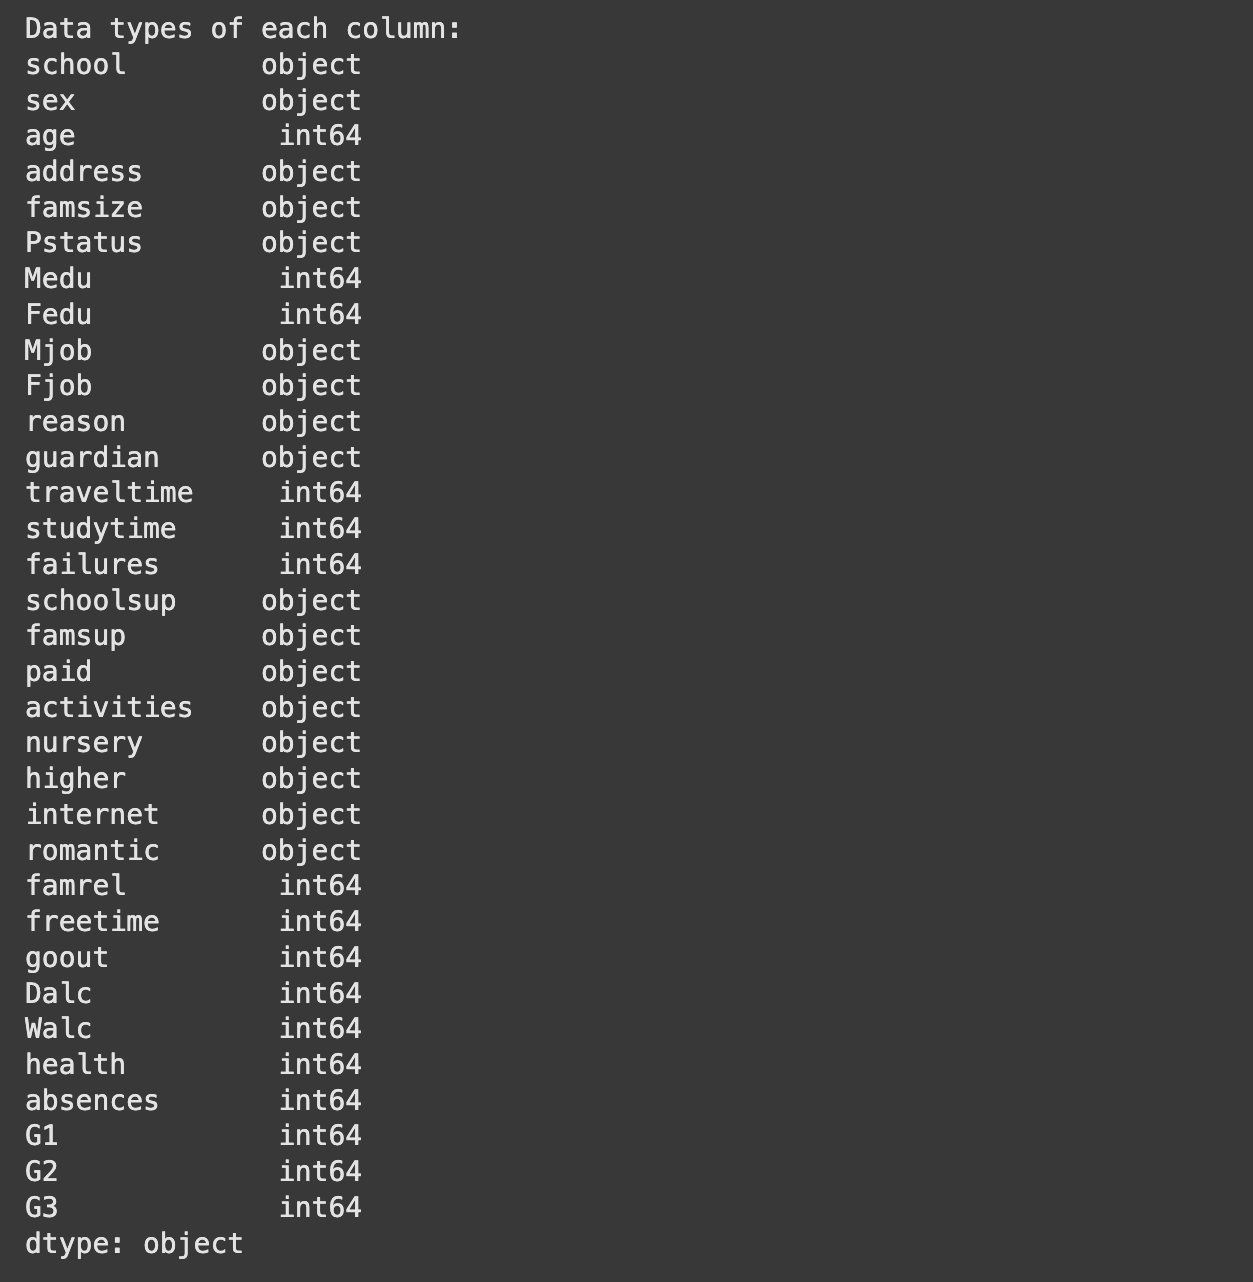 Data types of each column:
school        object
sex           object
age            int64
address       object
famsize       object
Pstatus       object
Medu           int64
Fedu           int64
Mjob          object
Fjob          object
reason        object
guardian      object
traveltime     int64
studytime      int64
failures       int64
schoolsup     object
famsup        object
paid          object
activities    object
nursery       object
higher        object
internet      object
romantic      object
famrel         int64
freetime       int64
goout          int64
Dalc           int64
Walc           int64
health         int64
absences       int64
G1             int64
G2             int64
G3             int64
dtype: object